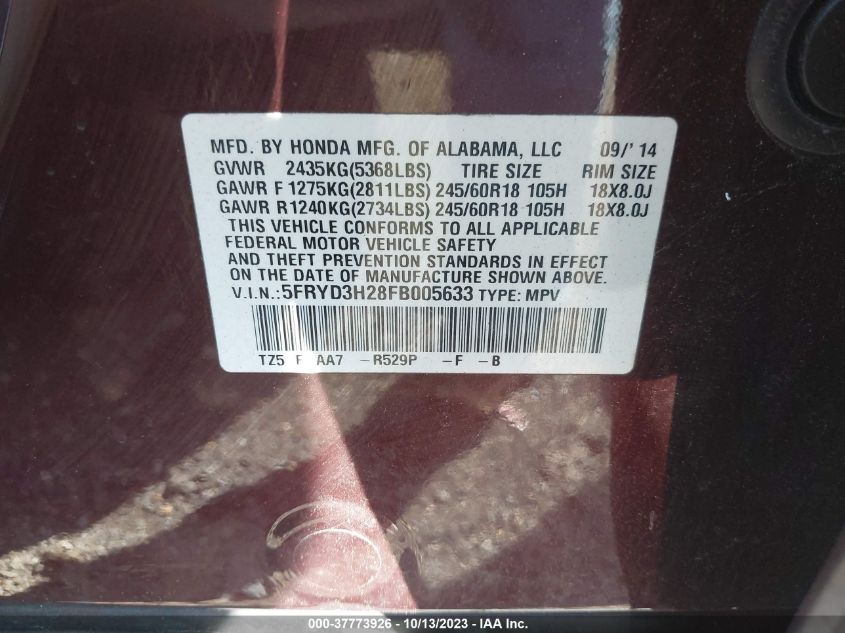 MFD. BY HONDA MFG. OF ALABAMA, LLC 09/' 14
GVWR 2435KG(5368LBS) TIRE SIZE RIM SIZE
GAWR F 1275KG(2811LBS) 245/60R18 105H 18X8.0J
GAWR R1240KG(2734LBS) 245/60R18 105H 18X8.0J
THIS VEHICLE CONFORMS TO ALL APPLICABLE
FEDERAL MOTOR VEHICLE SAFETY
AND THEFT PREVENTION STANDARDS IN EFFECT
ON THE DATE OF MANUFACTURE SHOWN ABOVE.
V.I.N.:5FRYD3H28FB005633 TYPE: MPV
TZ5 F AA7 -R529P -F -B
000-37773926 - 10/13/2023 - IAA Inc.